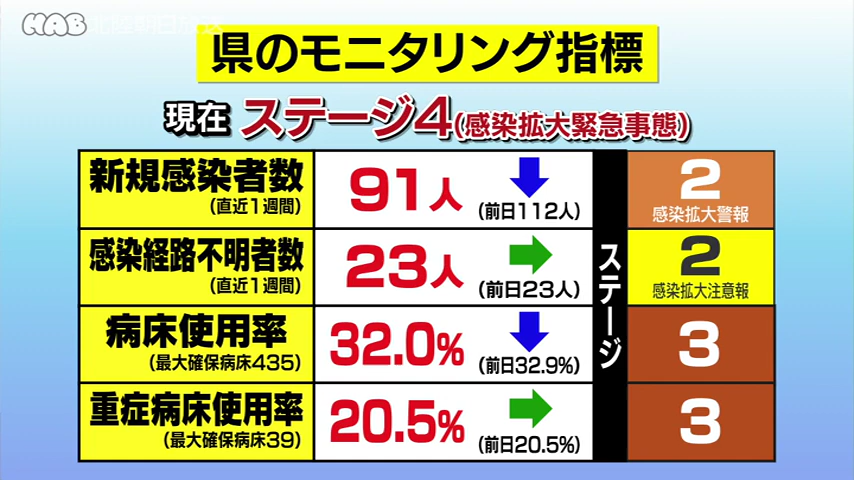 HAB 北陸朝日放送
県のモニタリング指標
現在 ステージ4(感染拡大緊急事態)
新規感染者数
(直近1週間)
91人
(前日112人)
2
感染拡大警報
感染経路不明者数
(直近1週間)
23人
(前日23人)
2
感染拡大注意報
ステージ
病床使用率
(最大確保病床435)
32.0%
(前日32.9%)
3
重症病床使用率
(最大確保病床39)
20.5%
(前日20.5%)
3